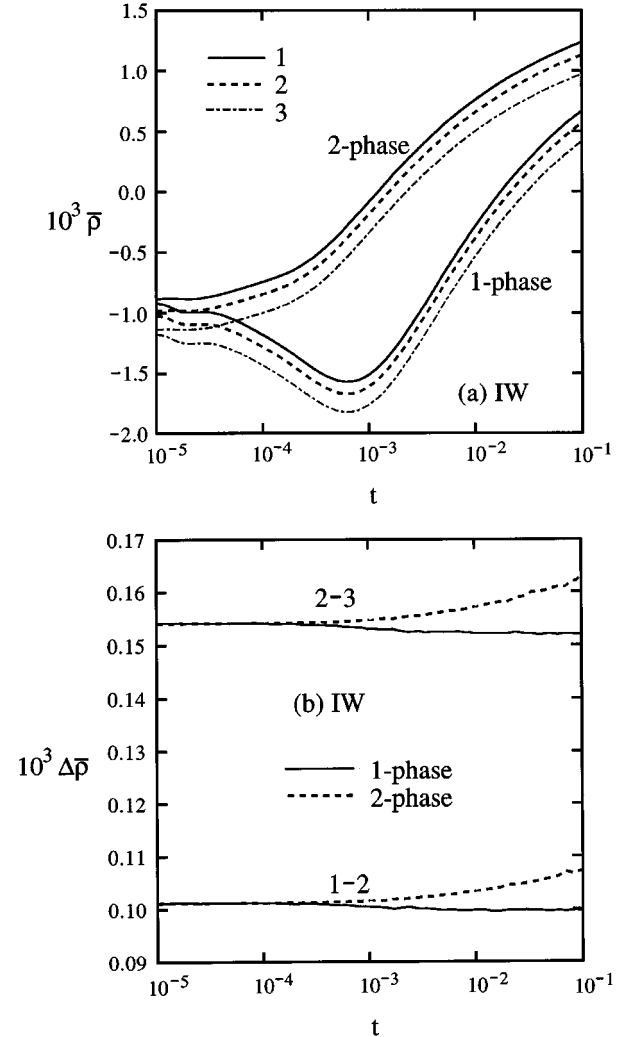 1.5
1.0
0.5
0.0
−0.5
−1.0
−1.5
−2.0
10³ ρ̅
1
2
3
2-phase
1-phase
(a) IW
10⁻⁵ 10⁻⁴ 10⁻³ 10⁻² 10⁻¹
t
0.17
0.16
0.15
0.14
0.13
0.12
0.11
0.10
0.09
10³ Δρ̅
2−3
(b) IW
1-phase
2-phase
1−2
10⁻⁵ 10⁻⁴ 10⁻³ 10⁻² 10⁻¹
t